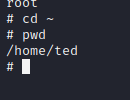 root
# cd ~
# pwd
/home/ted
#